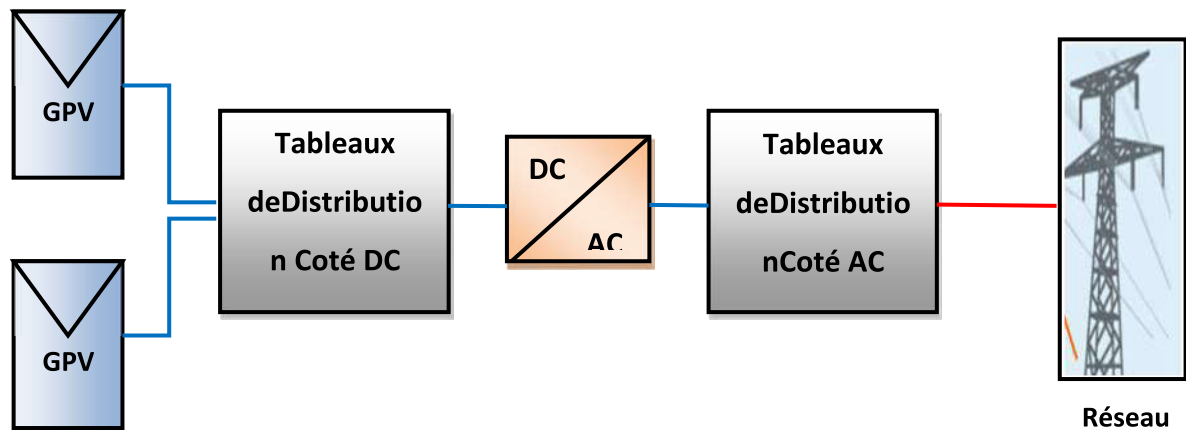 GPV
GPV
Tableaux
deDistributio
n Coté DC
DC
AC
Tableaux
deDistributio
nCoté AC
Réseau